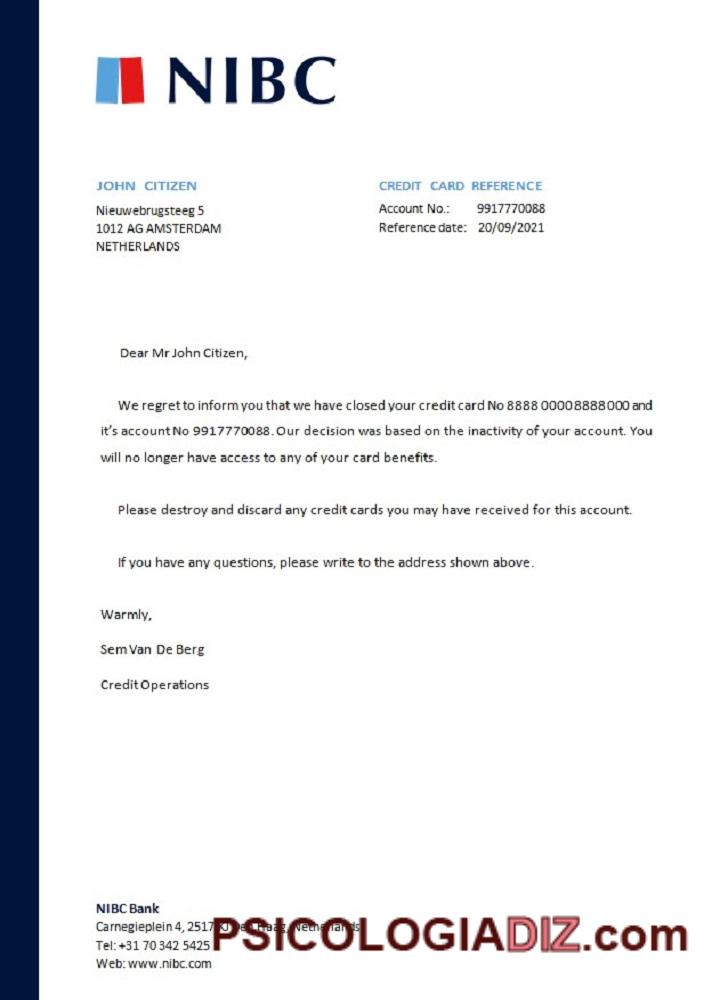 NIBC
JOHN CITIZEN
Nieuwebrugsteeg 5
1012 AG AMSTERDAM
NETHERLANDS
CREDIT CARD REFERENCE
Account No.: 9917770088
Reference date: 20/09/2021
Dear Mr John Citizen,
We regret to inform you that we have closed your credit card No 8888 00008888000 and
it's account No 9917770088. Our decision was based on the inactivity of your account. You
will no longer have access to any of your card benefits.
Please destroy and discard any credit cards you may have received for this account.
If you have any questions, please write to the address shown above.
Warmly,
Sem Van De Berg
Credit Operations
NIBC Bank
Carnegieplein 4, 2517 KJ Den Haag, Netherlands
Tel: +31 70 342 5425
Web: www.nibc.com
PSICOLOGIADIZ.com